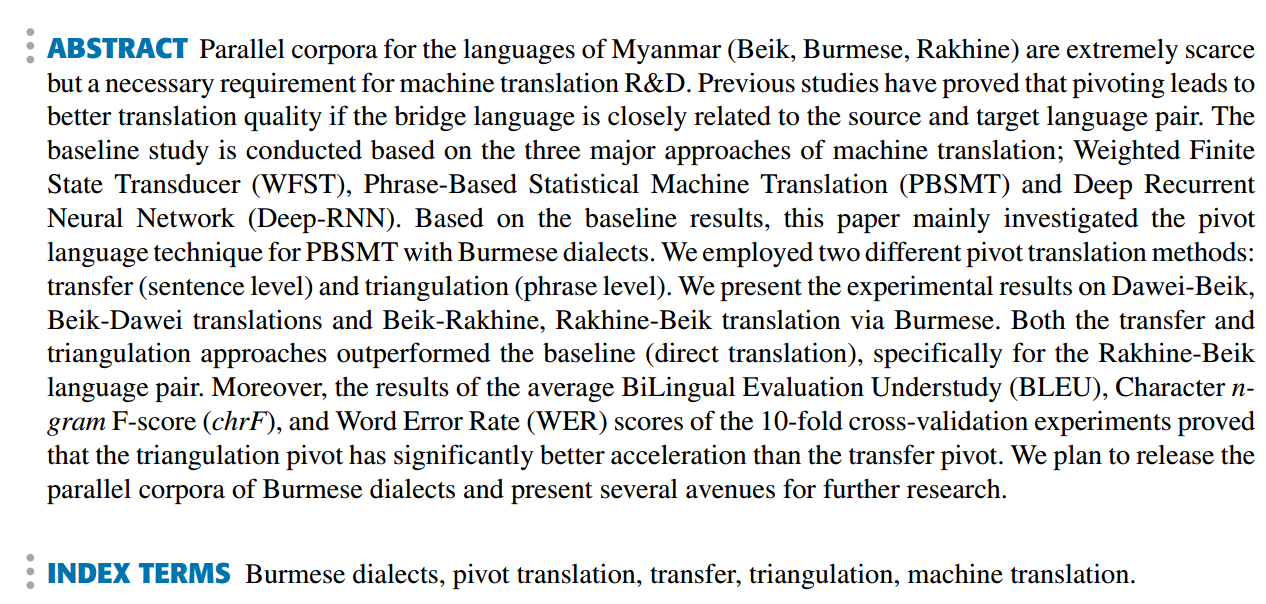 ABSTRACT Parallel corpora for the languages of Myanmar (Beik, Burmese, Rakhine) are extremely scarce
but a necessary requirement for machine translation R&D. Previous studies have proved that pivoting leads to
better translation quality if the bridge language is closely related to the source and target language pair. The
baseline study is conducted based on the three major approaches of machine translation; Weighted Finite
State Transducer (WFST), Phrase-Based Statistical Machine Translation (PBSMT) and Deep Recurrent
Neural Network (Deep-RNN). Based on the baseline results, this paper mainly investigated the pivot
language technique for PBSMT with Burmese dialects. We employed two different pivot translation methods:
transfer (sentence level) and triangulation (phrase level). We present the experimental results on Dawei-Beik,
Beik-Dawei translations and Beik-Rakhine, Rakhine-Beik translation via Burmese. Both the transfer and
triangulation approaches outperformed the baseline (direct translation), specifically for the Rakhine-Beik
language pair. Moreover, the results of the average BiLingual Evaluation Understudy (BLEU), Character n-
gram F-score (chrF), and Word Error Rate (WER) scores of the 10-fold cross-validation experiments proved
that the triangulation pivot has significantly better acceleration than the transfer pivot. We plan to release the
parallel corpora of Burmese dialects and present several avenues for further research.
INDEX TERMS Burmese dialects, pivot translation, transfer, triangulation, machine translation.